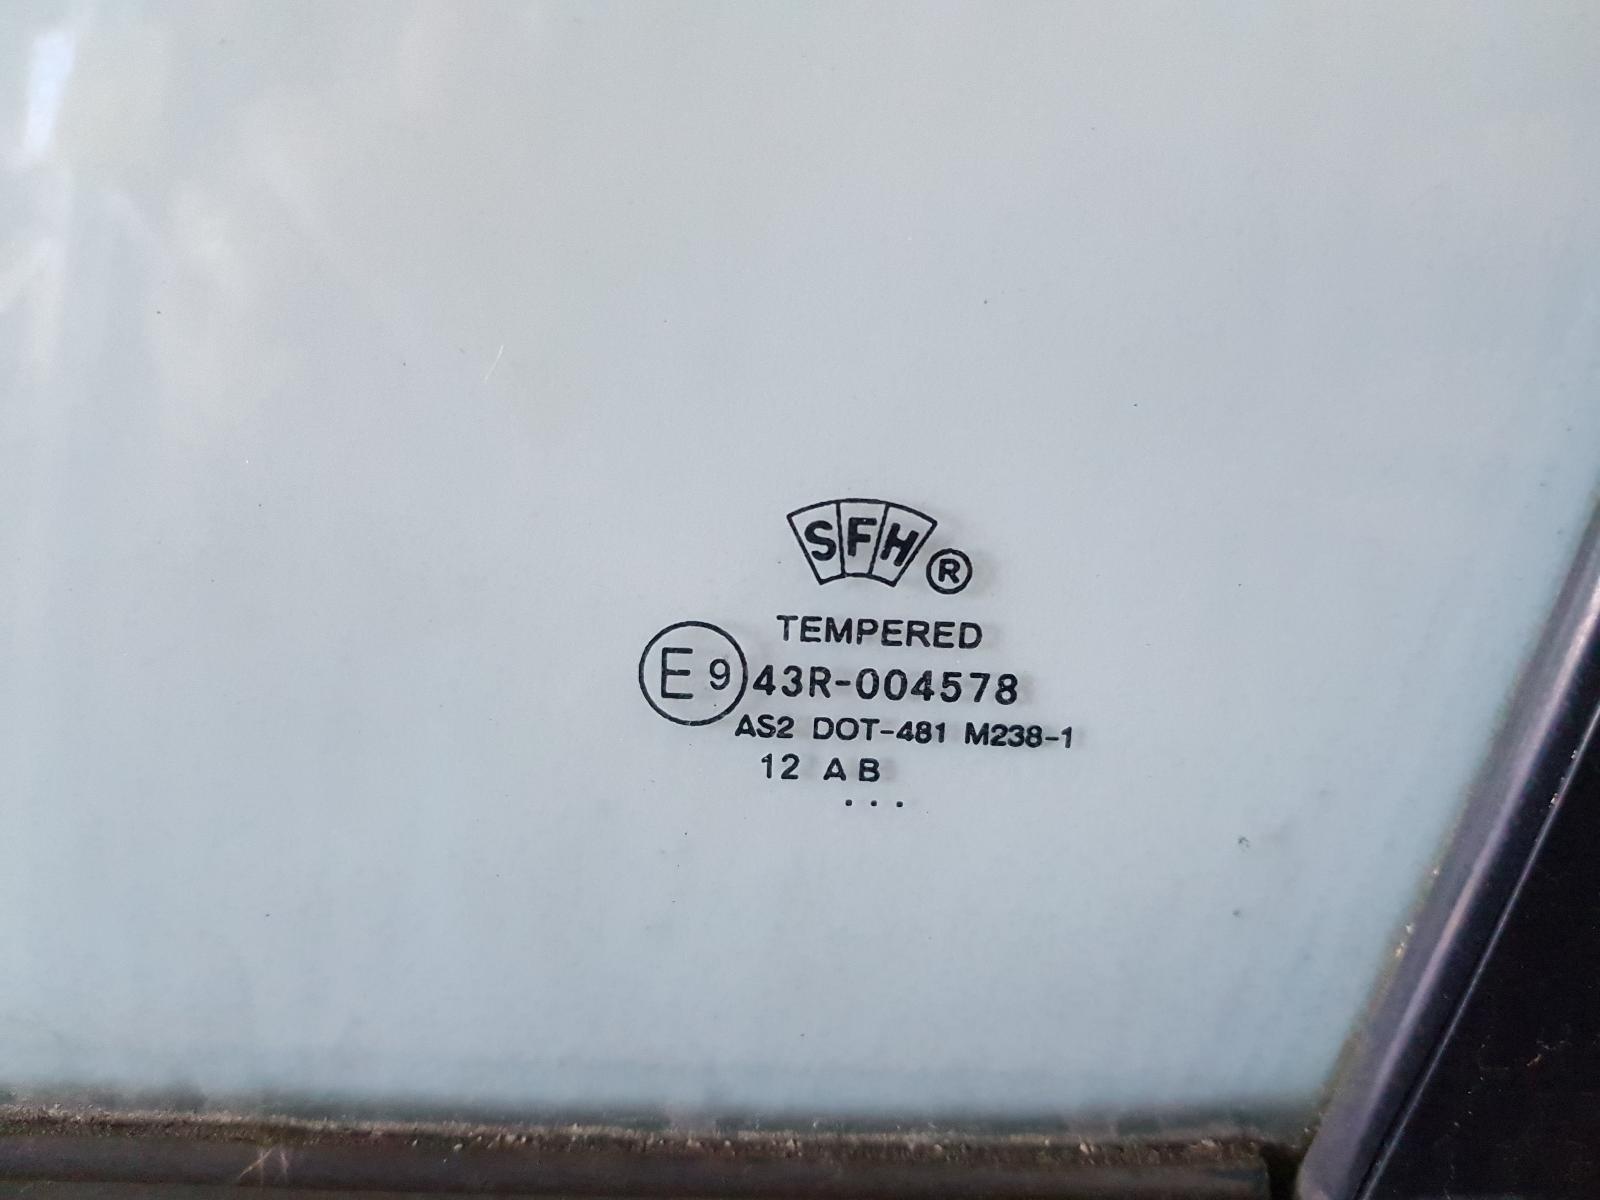 SFH ®
TEMPERED
E9 43R-004578
AS2 DOT-481 M238-1
12 AB
...